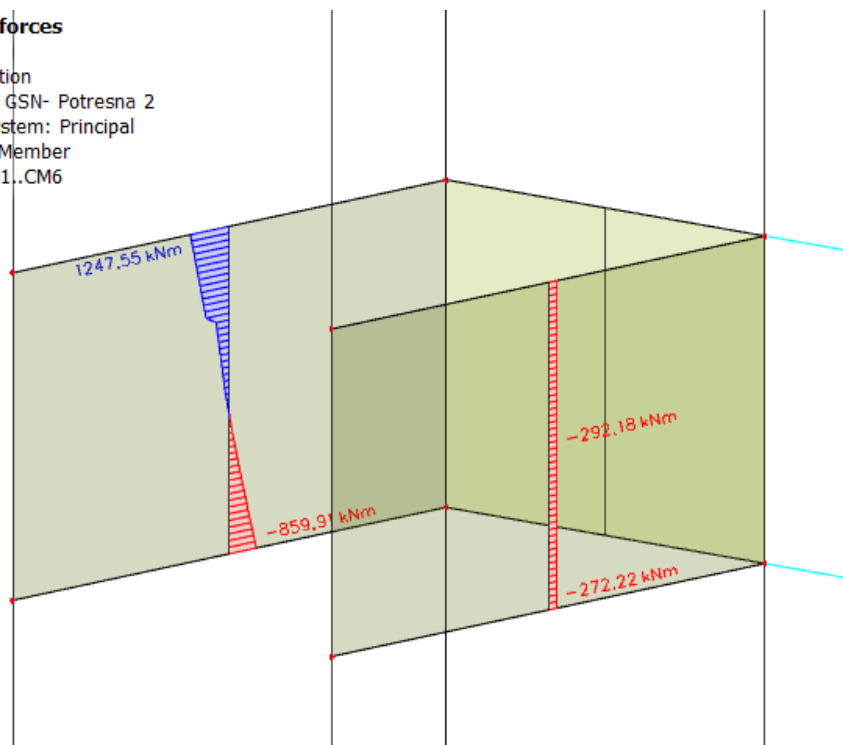 forces
tion
GSN- Potresna 2
stem: Principal
Member
1..CM6
1247.55 kNm
-292.18 kNm
-859.91 kNm
-272.22 kNm